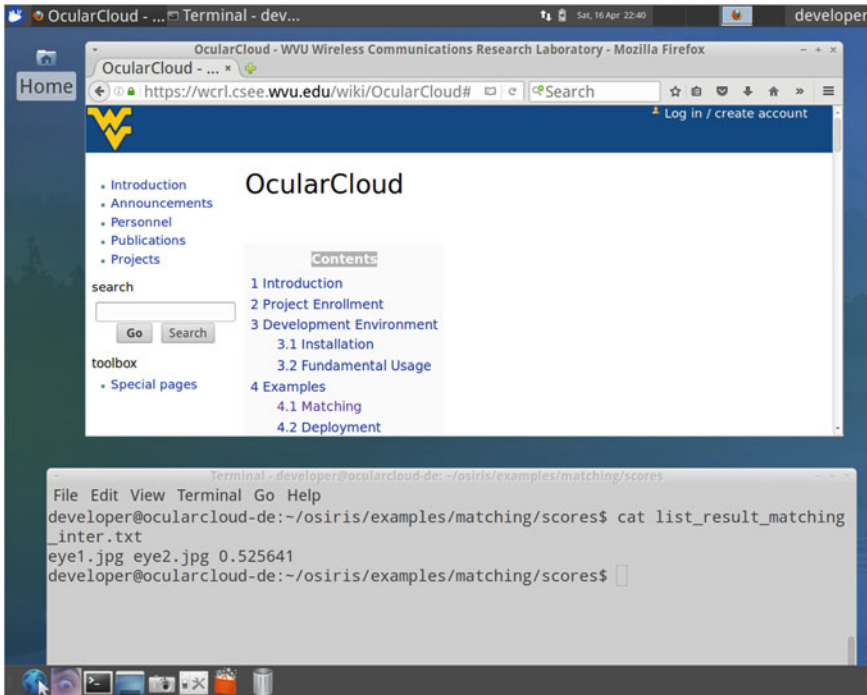 OcularCloud - ... Terminal - dev... Sat, 16 Apr 22:40 developer
Home
OcularCloud - WVU Wireless Communications Research Laboratory - Mozilla Firefox
OcularCloud - ... ×
https://wcrl.csee.wvu.edu/wiki/OcularCloud# Search
Log in / create account
Introduction
Announcements
Personnel
Publications
Projects
search
Go Search
toolbox
Special pages
OcularCloud
Contents
1 Introduction
2 Project Enrollment
3 Development Environment
3.1 Installation
3.2 Fundamental Usage
4 Examples
4.1 Matching
4.2 Deployment
Terminal - developer@ocularcloud-de: ~/osiris/examples/matching/scores
File Edit View Terminal Go Help
developer@ocularcloud-de:~/osiris/examples/matching/scores$ cat list_result_matching
_inter.txt
eye1.jpg eye2.jpg 0.525641
developer@ocularcloud-de:~/osiris/examples/matching/scores$